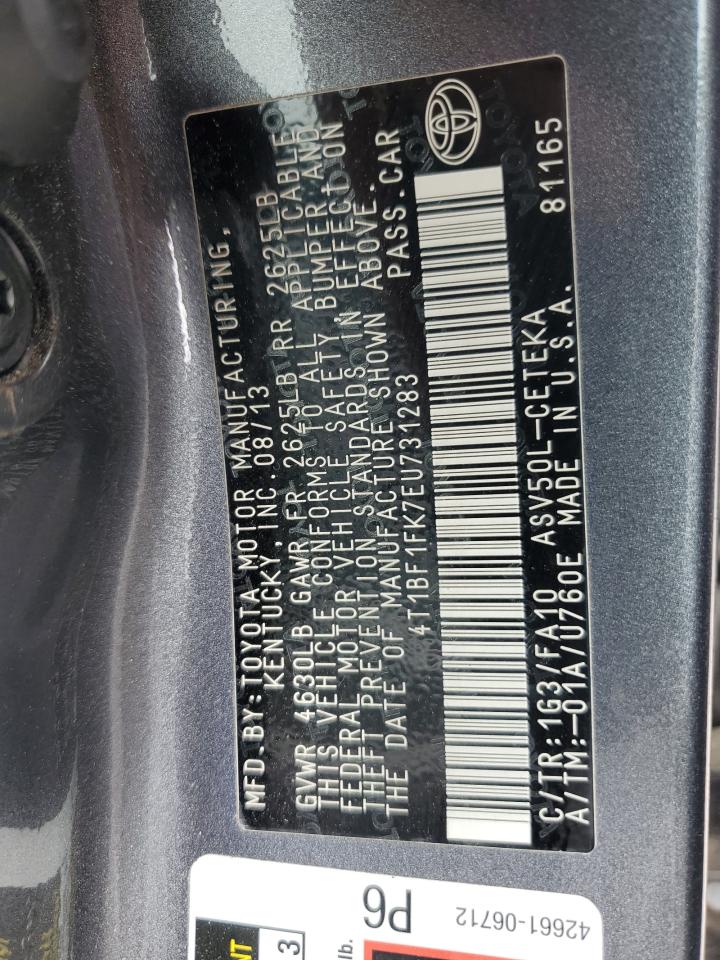 MFD.BY:TOYOTA MOTOR MANUFACTURING,
KENTUCKY,INC.08/13
GVWR 4630LB GAWR FR 2625LB RR 2625LB
THIS VEHICLE CONFORMS TO ALL APPLICABLE
FEDERAL MOTOR VEHICLE SAFETY, BUMPER AND
THEFT PREVENTION STANDARDS IN EFFECT ON
THE DATE OF MANUFACTURE SHOWN ABOVE.
4T1BF1FK7EU731283 PASS.CAR
C/TR:1G3/FA10 ASV50L-CETEKA
A/TM:-01A/U760E MADE IN U.S.A. 81165
P6
42661-06712
NT
3
lb.